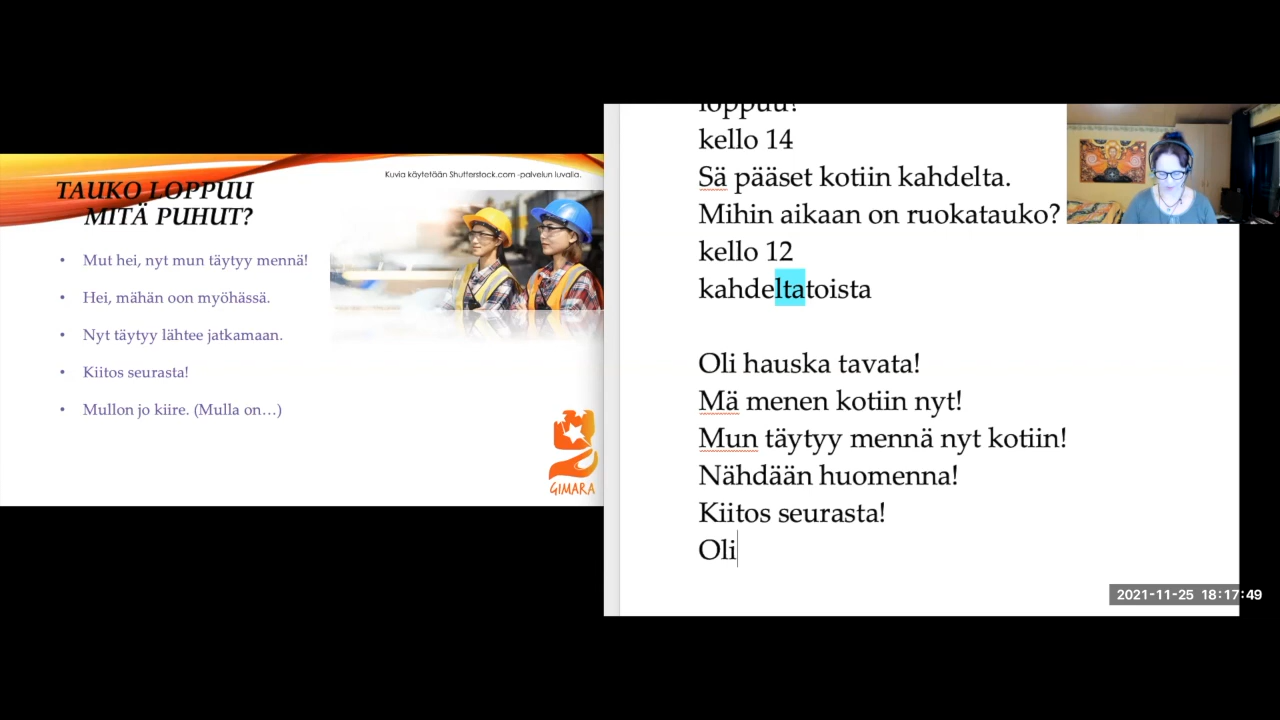 Kuvia käytetään Shutterstock.com -palvelun luvalla.
TAUKO LOPPUU
MITÄ PUHUT?
• Mut hei, nyt mun täytyy mennä!
• Hei, mähän oon myöhässä.
• Nyt täytyy lähtee jatkamaan.
• Kiitos seurasta!
• Mullon jo kiire. (Mulla on…)
GIMARA
kello 14
Sä pääset kotiin kahdelta.
Mihin aikaan on ruokatauko?
kello 12
kahdeltatoista
Oli hauska tavata!
Mä menen kotiin nyt!
Mun täytyy mennä nyt kotiin!
Nähdään huomenna!
Kiitos seurasta!
Oli
2021-11-25 18:17:49